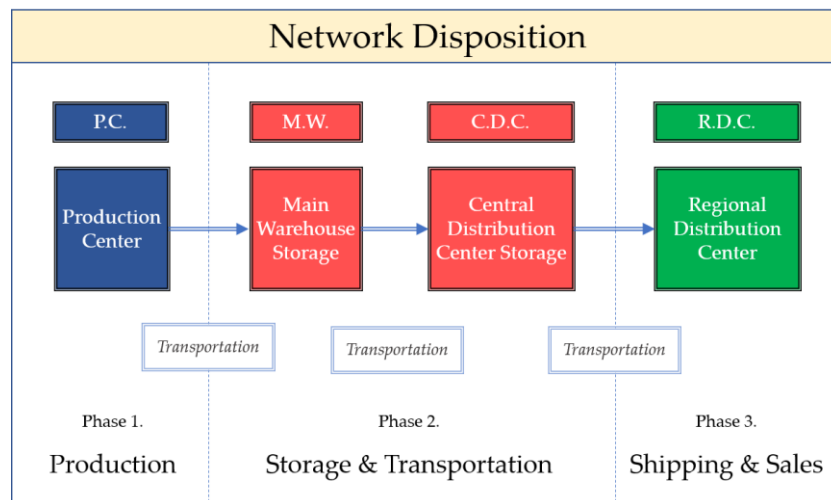 Network Disposition
P.C.
M.W.
C.D.C.
R.D.C.
Production
Center
Main
Warehouse
Storage
Central
Distribution
Center Storage
Regional
Distribution
Center
Transportation
Transportation
Transportation
Phase 1.
Phase 2.
Phase 3.
Production
Storage & Transportation
Shipping & Sales